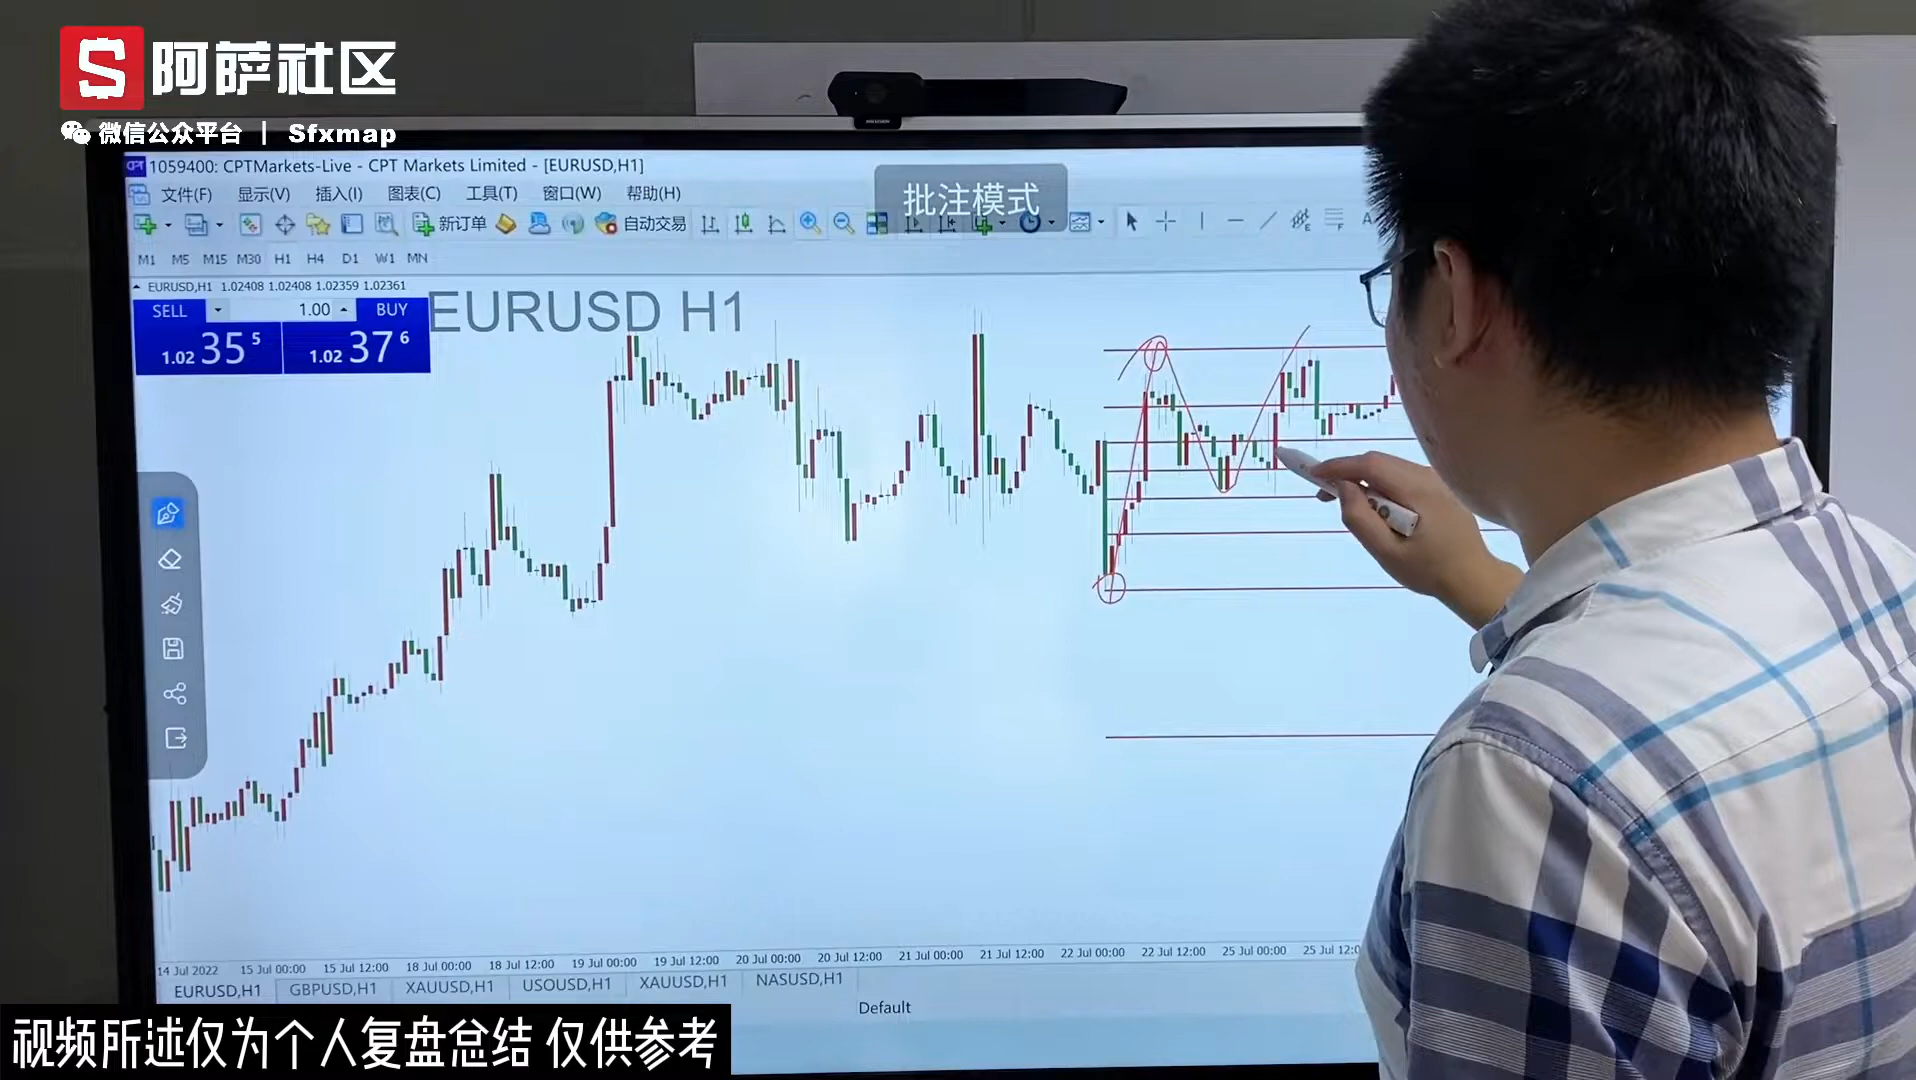 阿萨社区
微信公众平台 | Sfxmap
1059400: CPTMarkets-Live - CPT Markets Limited - [EURUSD,H1]
文件(F) 显示(V) 插入(I) 图表(C) 工具(T) 窗口(W) 帮助(H)
批注模式
新订单 自动交易
M1 M5 M15 M30 H1 H4 D1 W1 MN
EURUSD,H1 1.02408 1.02408 1.02359 1.02361
SELL 1.00 BUY
1.02 35 5 1.02 37 6
EURUSD H1
14 Jul 2022 15 Jul 00:00 15 Jul 12:00 18 Jul 00:00 18 Jul 12:00 19 Jul 00:00 19 Jul 12:00 20 Jul 00:00 20 Jul 12:00 21 Jul 00:00 21 Jul 12:00 22 Jul 00:00 22 Jul 12:00 25 Jul 00:00 25 Jul 12:0
EURUSD,H1 GBPUSD,H1 XAUUSD,H1 USOUSD,H1 XAUUSD,H1 NASUSD,H1
Default
视频所述仅为个人复盘总结 仅供参考